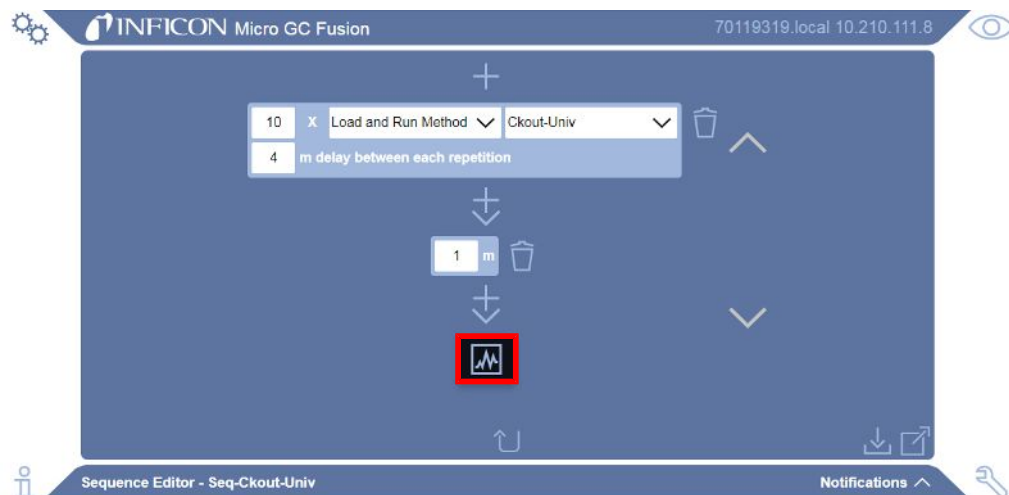 INFICON Micro GC Fusion 70119319.local 10.210.111.8
10 X Load and Run Method Ckout-Univ
4 m delay between each repetition
1 m
Sequence Editor - Seq-Ckout-Univ Notifications